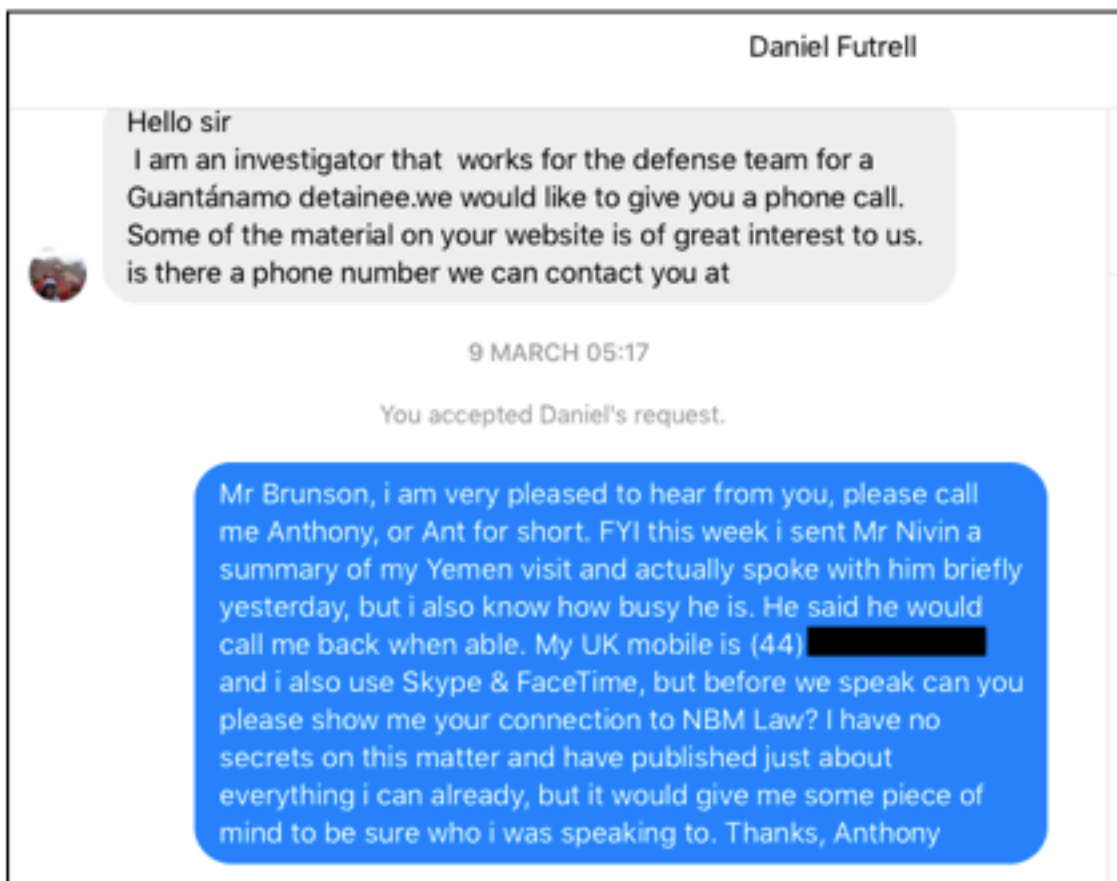 Daniel Futrell
Hello sir
I am an investigator that  works for the defense team for a
Guantánamo detainee.we would like to give you a phone call.
Some of the material on your website is of great interest to us.
is there a phone number we can contact you at
9 MARCH 05:17
You accepted Daniel's request.
Mr Brunson, i am very pleased to hear from you, please call
me Anthony, or Ant for short. FYI this week i sent Mr Nivin a
summary of my Yemen visit and actually spoke with him briefly
yesterday, but i also know how busy he is. He said he would
call me back when able. My UK mobile is (44)
and i also use Skype & FaceTime, but before we speak can you
please show me your connection to NBM Law? I have no
secrets on this matter and have published just about
everything i can already, but it would give me some piece of
mind to be sure who i was speaking to. Thanks, Anthony